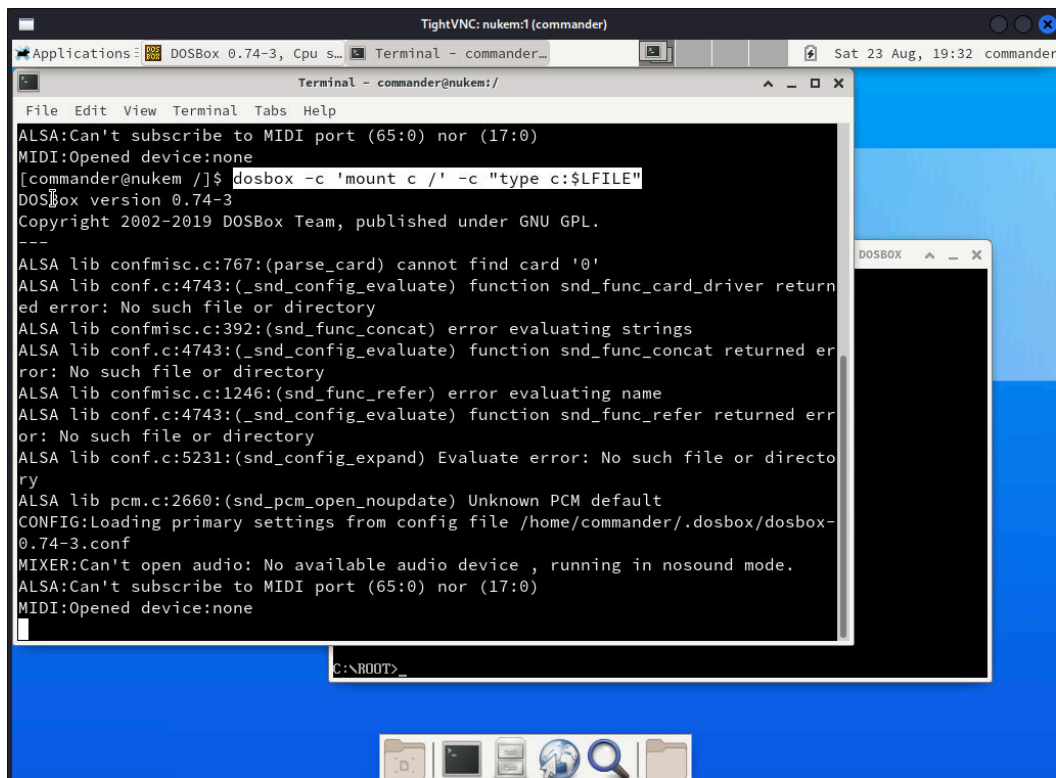 TightVNC: nukem:1 (commander)
Applications
DOSBox 0.74-3, Cpu s…
Terminal - commander…
Sat 23 Aug, 19:32
commander
Terminal - commander@nukem:/
File Edit View Terminal Tabs Help
ALSA:Can't subscribe to MIDI port (65:0) nor (17:0)
MIDI:Opened device:none
[commander@nukem /]$ dosbox -c 'mount c /' -c "type c:$LFILE"
DOSBox version 0.74-3
Copyright 2002-2019 DOSBox Team, published under GNU GPL.
---
ALSA lib confmisc.c:767:(parse_card) cannot find card '0'
ALSA lib conf.c:4743:(_snd_config_evaluate) function snd_func_card_driver return
ed error: No such file or directory
ALSA lib confmisc.c:392:(snd_func_concat) error evaluating strings
ALSA lib conf.c:4743:(_snd_config_evaluate) function snd_func_concat returned er
ror: No such file or directory
ALSA lib confmisc.c:1246:(snd_func_refer) error evaluating name
ALSA lib conf.c:4743:(_snd_config_evaluate) function snd_func_refer returned err
or: No such file or directory
ALSA lib conf.c:5231:(snd_config_expand) Evaluate error: No such file or directo
ry
ALSA lib pcm.c:2660:(snd_pcm_open_noupdate) Unknown PCM default
CONFIG:Loading primary settings from config file /home/commander/.dosbox/dosbox-
0.74-3.conf
MIXER:Can't open audio: No available audio device , running in nosound mode.
ALSA:Can't subscribe to MIDI port (65:0) nor (17:0)
MIDI:Opened device:none
DOSBOX
C:\ROOT>_